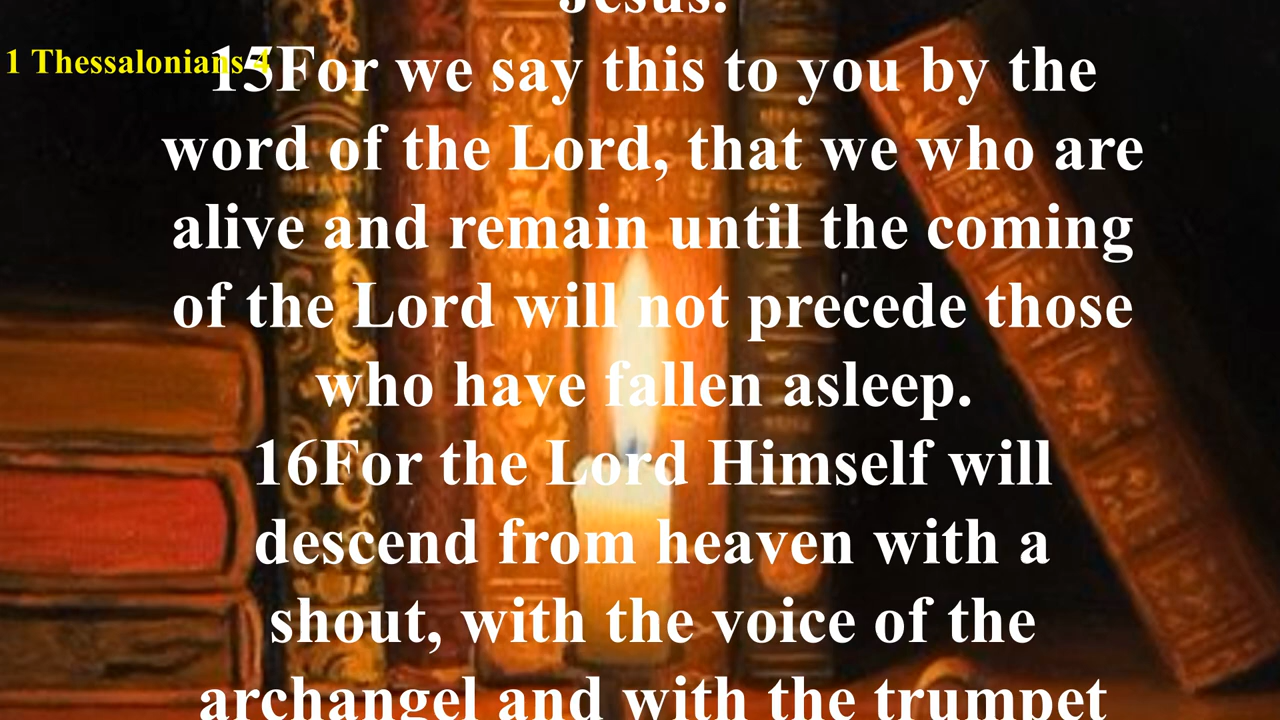 Jesus.
1 Thessalonians 4
15For we say this to you by the
word of the Lord, that we who are
alive and remain until the coming
of the Lord will not precede those
who have fallen asleep.
16For the Lord Himself will
descend from heaven with a
shout, with the voice of the
archangel and with the trumpet